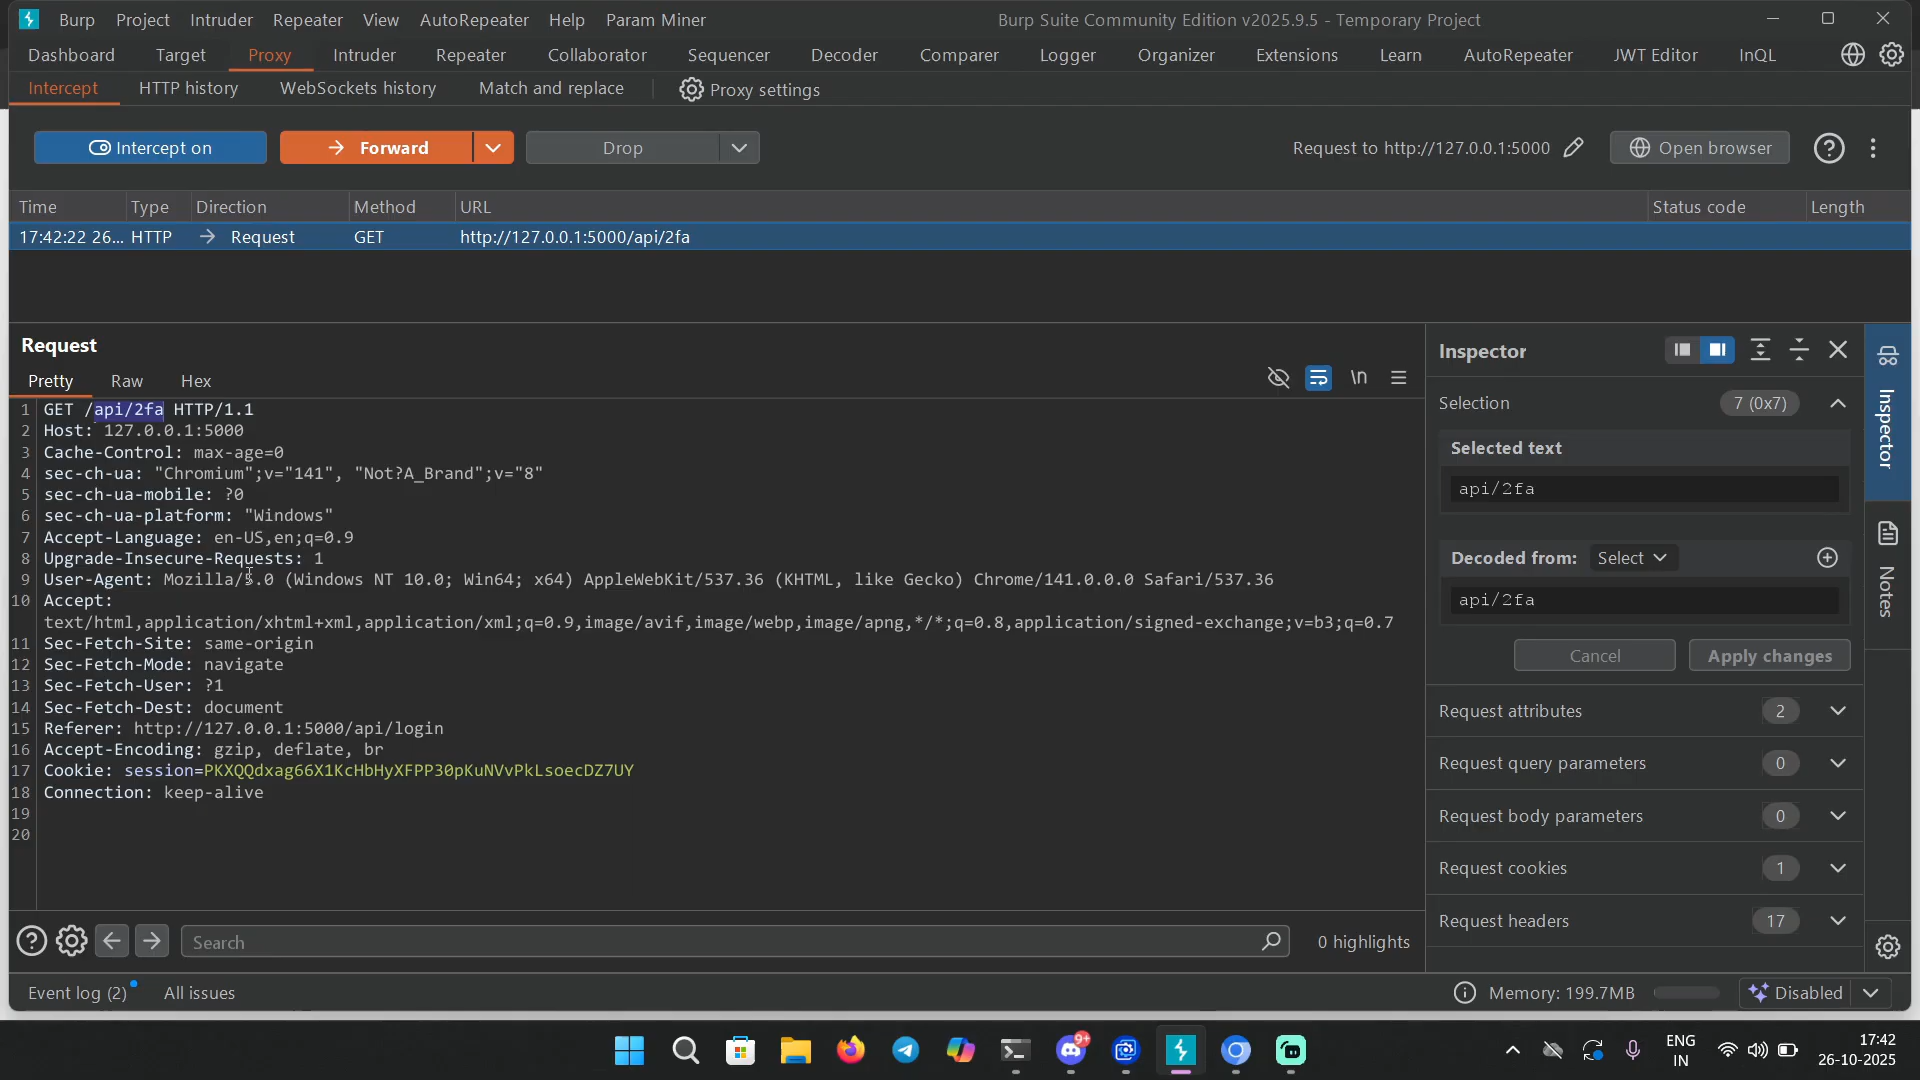 Burp Project Intruder Repeater View AutoRepeater Help Param Miner Burp Suite Community Edition v2025.9.5 - Temporary Project
Dashboard Target Proxy Intruder Repeater Collaborator Sequencer Decoder Comparer Logger Organizer Extensions Learn AutoRepeater JWT Editor InQL
Intercept HTTP history WebSockets history Match and replace Proxy settings
Intercept on Forward Drop Request to http://127.0.0.1:5000 Open browser
Time Type Direction Method URL Status code Length
17:42:22 26... HTTP Request GET http://127.0.0.1:5000/api/2fa
Request
Pretty Raw Hex \n
1 GET /api/2fa HTTP/1.1
2 Host: 127.0.0.1:5000
3 Cache-Control: max-age=0
4 sec-ch-ua: "Chromium";v="141", "Not?A_Brand";v="8"
5 sec-ch-ua-mobile: ?0
6 sec-ch-ua-platform: "Windows"
7 Accept-Language: en-US,en;q=0.9
8 Upgrade-Insecure-Requests: 1
9 User-Agent: Mozilla/5.0 (Windows NT 10.0; Win64; x64) AppleWebKit/537.36 (KHTML, like Gecko) Chrome/141.0.0.0 Safari/537.36
10 Accept:
text/html,application/xhtml+xml,application/xml;q=0.9,image/avif,image/webp,image/apng,*/*;q=0.8,application/signed-exchange;v=b3;q=0.7
11 Sec-Fetch-Site: same-origin
12 Sec-Fetch-Mode: navigate
13 Sec-Fetch-User: ?1
14 Sec-Fetch-Dest: document
15 Referer: http://127.0.0.1:5000/api/login
16 Accept-Encoding: gzip, deflate, br
17 Cookie: session=PKXQQdxag66X1KcHbHyXFPP30pKuNVvPkLsoecDZ7UY
18 Connection: keep-alive
19
20
Inspector
Selection 7 (0x7)
Selected text
api/2fa
Decoded from: Select
api/2fa
Cancel Apply changes
Request attributes 2
Request query parameters 0
Request body parameters 0
Request cookies 1
Request headers 17
Inspector
Notes
Search 0 highlights
Event log (2) All issues Memory: 199.7MB Disabled
9+
ENG
IN
17:42
26-10-2025